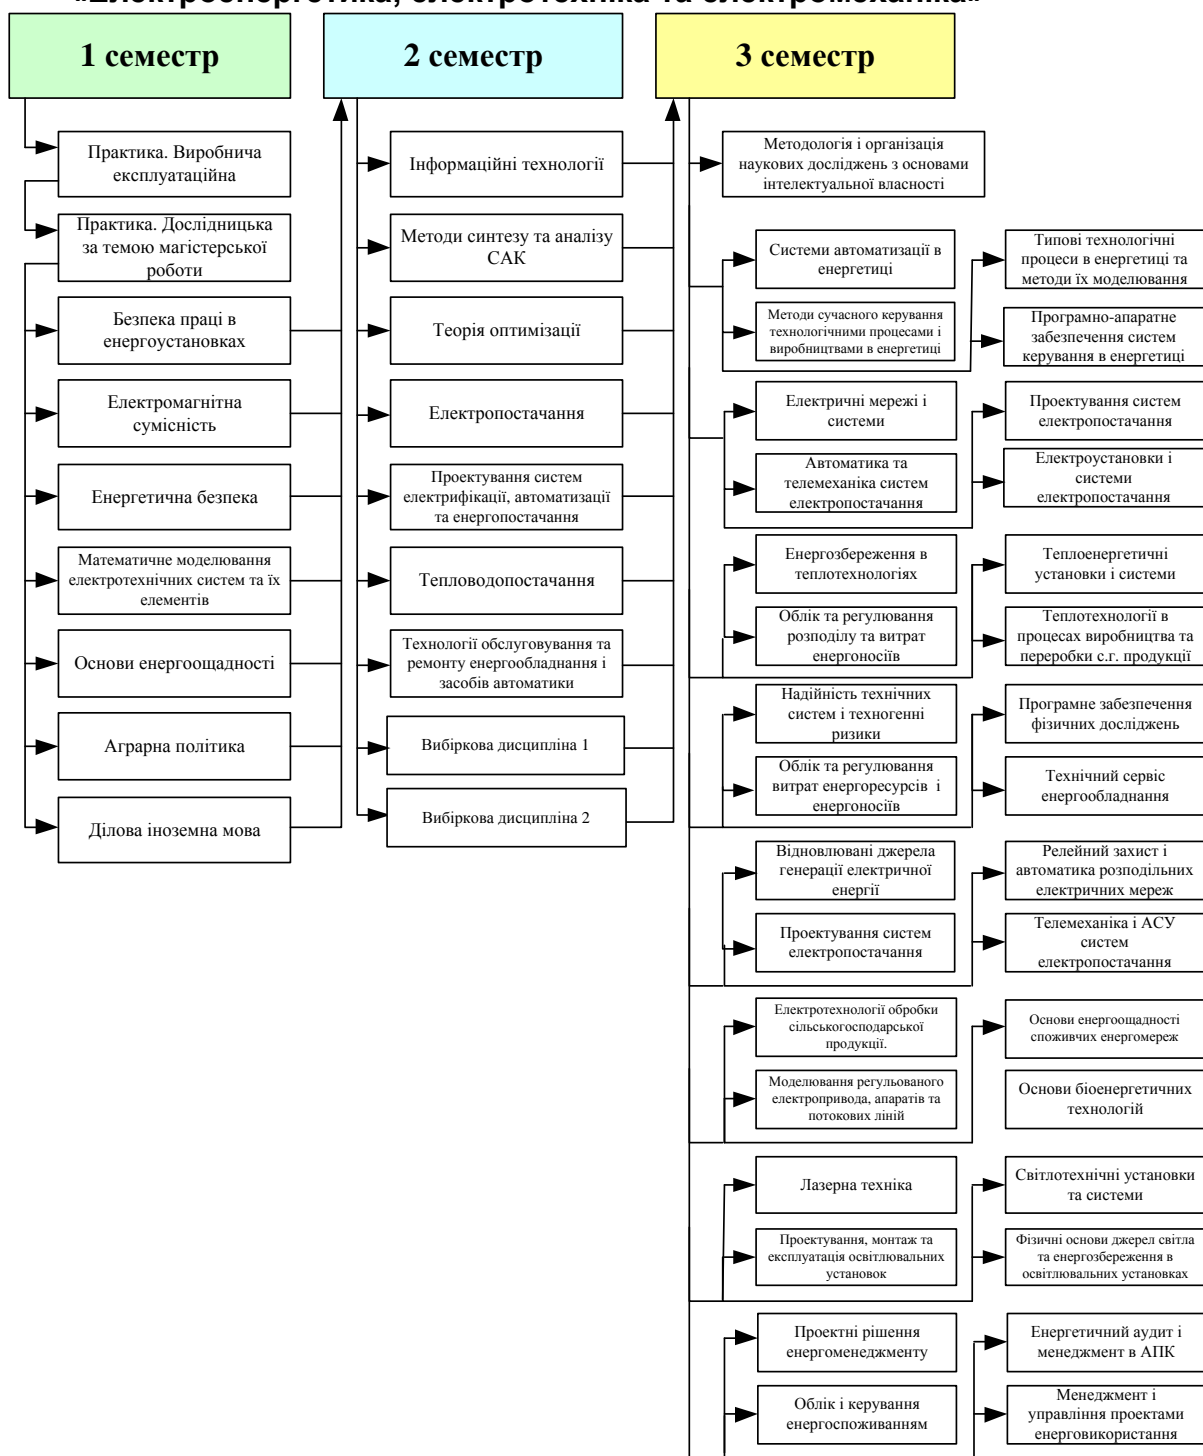 «Електроенергетика, електротехніка та електромеханіка»
1 семестр
2 семестр
3 семестр
Практика. Виробнича
експлуатаційна
Практика. Дослідницька
за темою магістерської
роботи
Безпека праці в
енергоустановках
Електромагнітна
сумісність
Енергетична безпека
Математичне моделювання
електротехнічних систем та їх
елементів
Основи енергоощадності
Аграрна політика
Ділова іноземна мова
Інформаційні технології
Методи синтезу та аналізу
САК
Теорія оптимізації
Електропостачання
Проектування систем
електрифікації, автоматизації
та енергопостачання
Тепловодопостачання
Технології обслуговування та
ремонту енергообладнання і
засобів автоматики
Вибіркова дисципліна 1
Вибіркова дисципліна 2
Методологія і організація
наукових досліджень з основами
інтелектуальної власності
Системи автоматизації в
енергетиці
Типові технологічні
процеси в енергетиці та
методи їх моделювання
Методи сучасного керування
технологічними процесами і
виробництвами в енергетиці
Програмно-апаратне
забезпечення систем
керування в енергетиці
Електричні мережі і
системи
Проектування систем
електропостачання
Автоматика та
телемеханіка систем
електропостачання
Електроустановки і
системи
електропостачання
Енергозбереження в
теплотехнологіях
Теплоенергетичні
установки і системи
Облік та регулювання
розподілу та витрат
енергоносіїв
Теплотехнології в
процесах виробництва та
переробки с.г. продукції
Надійність технічних
систем і техногенні
ризики
Програмне забезпечення
фізичних досліджень
Облік та регулювання
витрат енергоресурсів і
енергоносіїв
Технічний сервіс
енергообладнання
Відновлювані джерела
генерації електричної
енергії
Релейний захист і
автоматика розподільних
електричних мереж
Проектування систем
електропостачання
Телемеханіка і АСУ
систем
електропостачання
Електротехнології обробки
сільськогосподарської
продукції.
Основи енергоощадності
споживчих енергомереж
Моделювання регульованого
електропривода, апаратів та
потокових ліній
Основи біоенергетичних
технологій
Лазерна техніка
Світлотехнічні установки
та системи
Проектування, монтаж та
експлуатація освітлювальних
установок
Фізичні основи джерел світла
та енергозбереження в
освітлювальних установках
Проектні рішення
енергоменеджменту
Енергетичний аудит і
менеджмент в АПК
Облік і керування
енергоспоживанням
Менеджмент і
управління проектами
енерговикористання